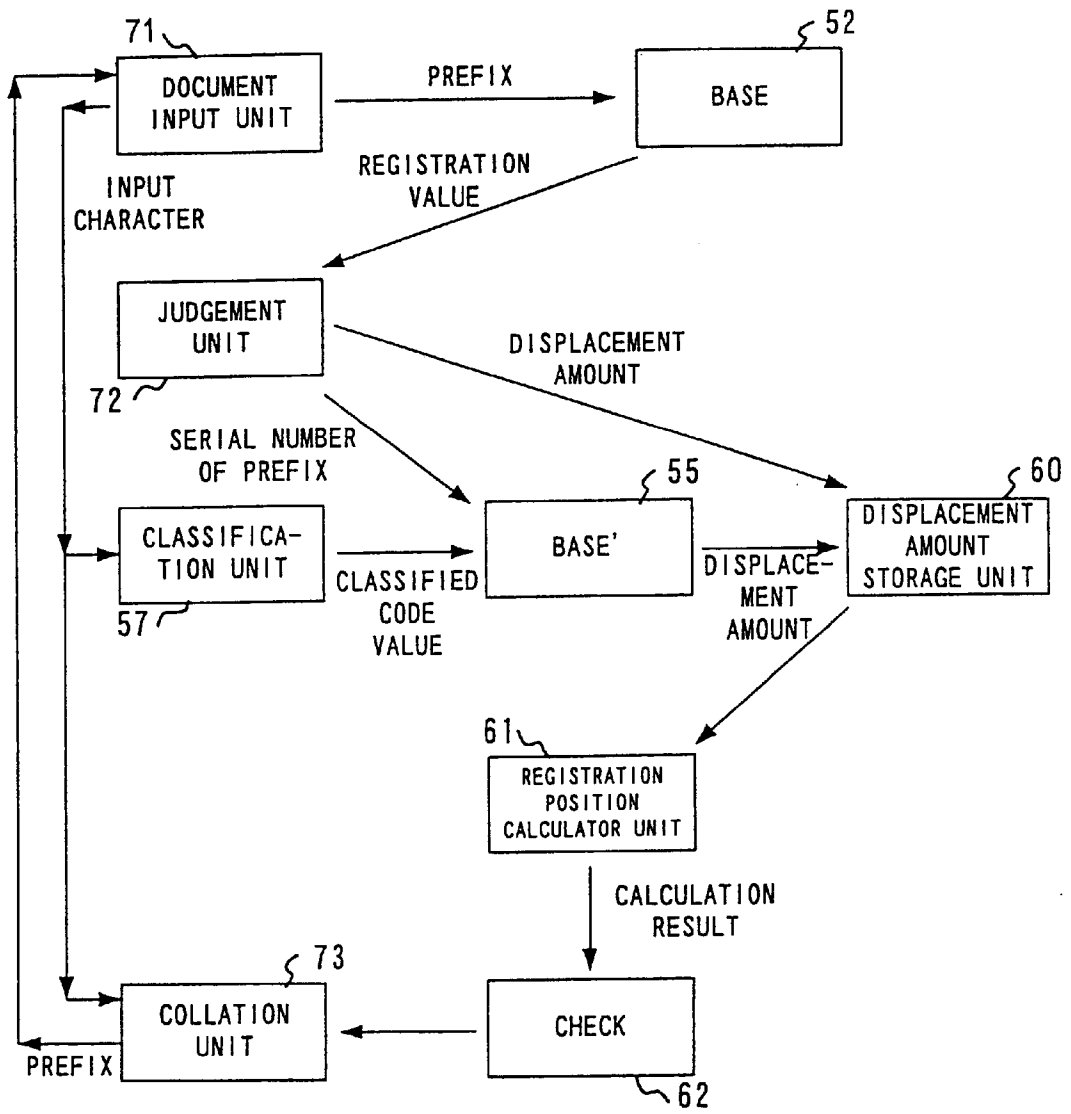 71
52
DOCUMENT
INPUT UNIT
PREFIX
BASE
INPUT
CHARACTER
REGISTRATION
VALUE
JUDGEMENT
UNIT
72
DISPLACEMENT
AMOUNT
SERIAL NUMBER
OF PREFIX
55
60
CLASSIFICA-
TION UNIT
57
CLASSIFIED
CODE
VALUE
BASE'
DISPLACE-
MENT
AMOUNT
DISPLACEMENT
AMOUNT
STORAGE UNIT
61
REGISTRATION
POSITION
CALCULATOR UNIT
CALCULATION
RESULT
73
COLLATION
UNIT
PREFIX
CHECK
62